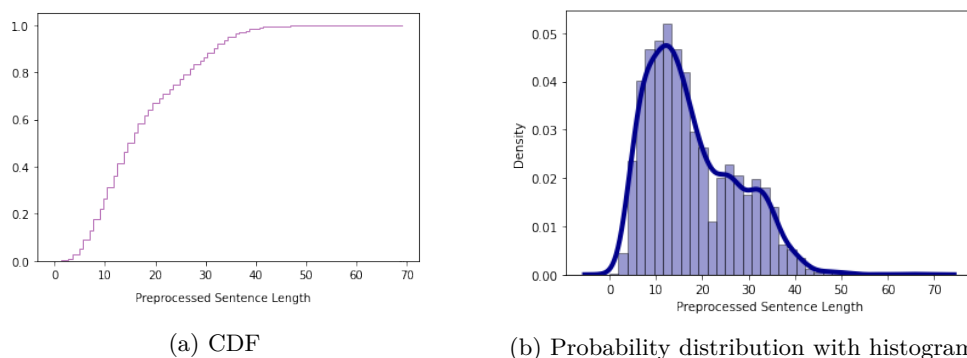 1.0
0.8
0.6
0.4
0.2
0.0
0 10 20 30 40 50 60 70
Preprocessed Sentence Length
(a) CDF
0.05
0.04
0.03
0.02
0.01
0.00
Density
0 10 20 30 40 50 60 70
Preprocessed Sentence Length
(b) Probability distribution with histogram